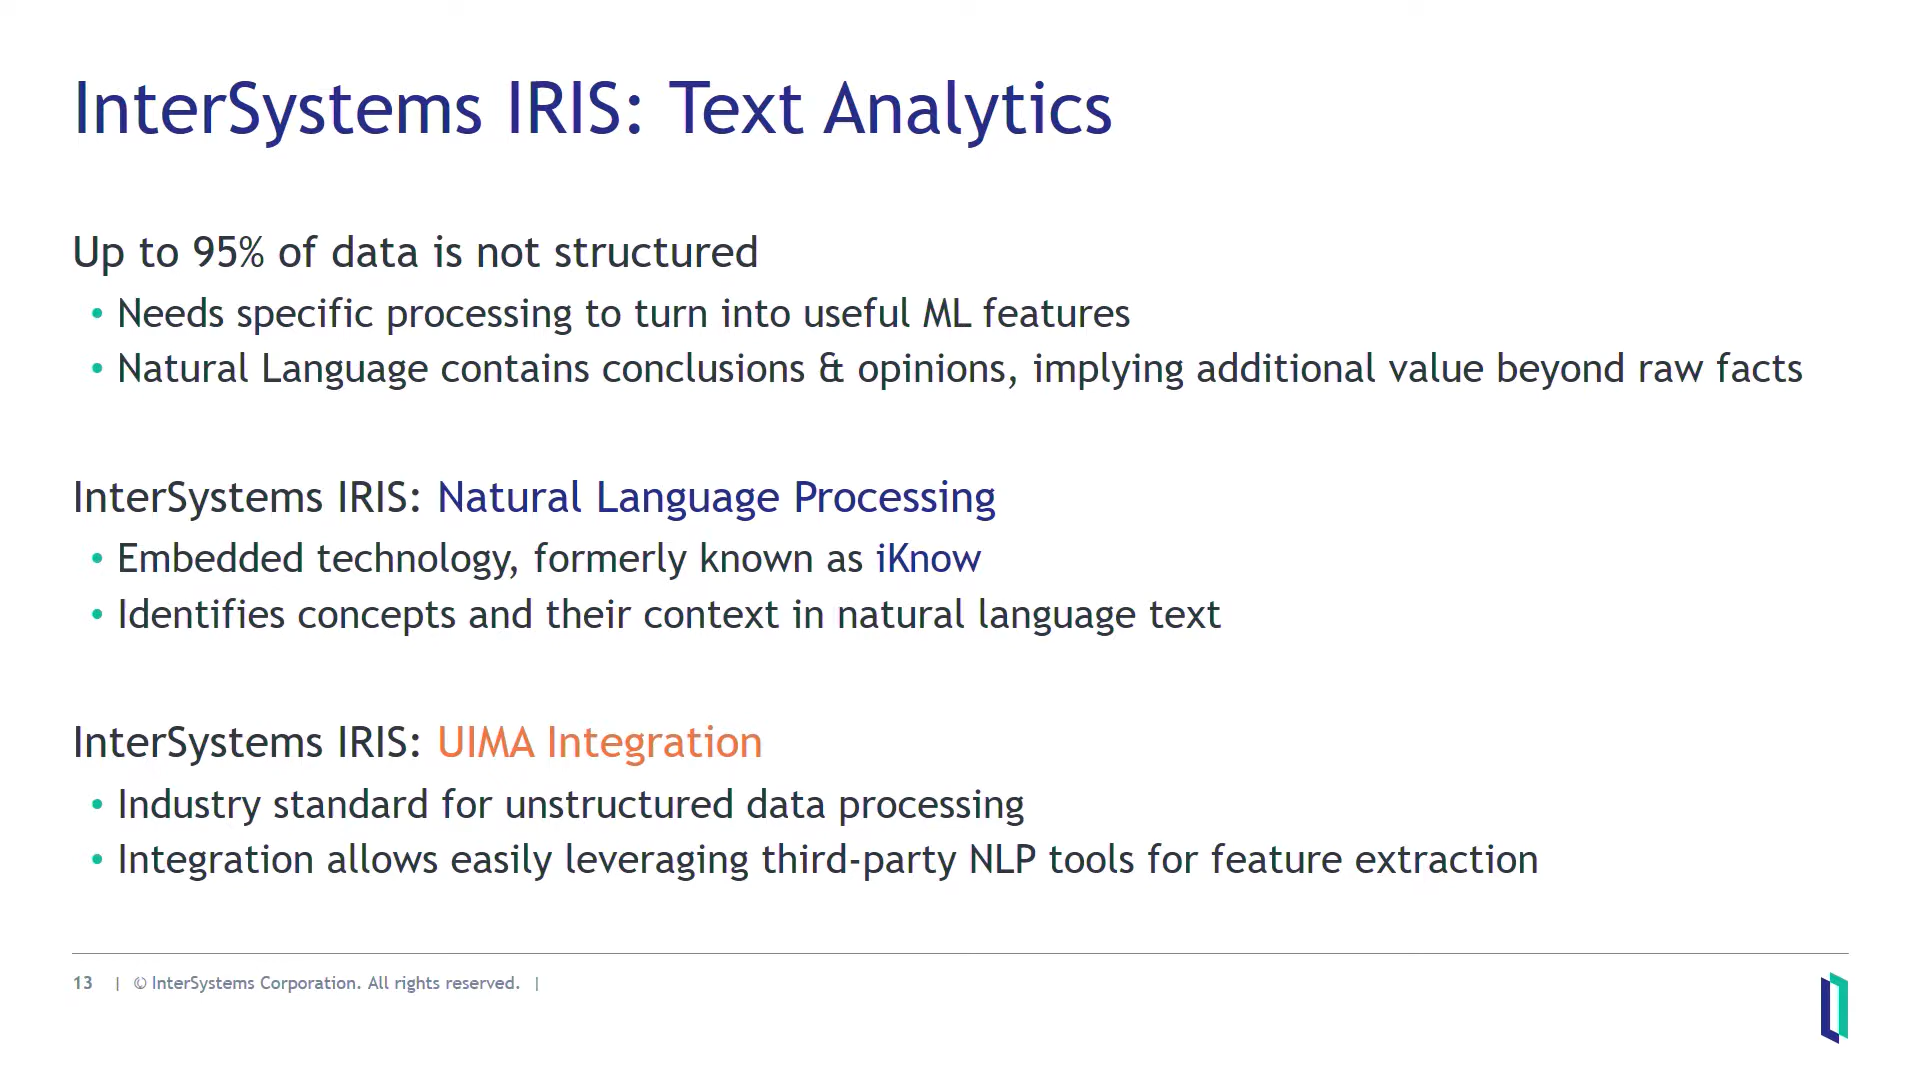 InterSystems IRIS: Text Analytics
Up to 95% of data is not structured
• Needs specific processing to turn into useful ML features
• Natural Language contains conclusions & opinions, implying additional value beyond raw facts
InterSystems IRIS: Natural Language Processing
• Embedded technology, formerly known as iKnow
• Identifies concepts and their context in natural language text
InterSystems IRIS: UIMA Integration
• Industry standard for unstructured data processing
• Integration allows easily leveraging third-party NLP tools for feature extraction
13 | © InterSystems Corporation. All rights reserved. |